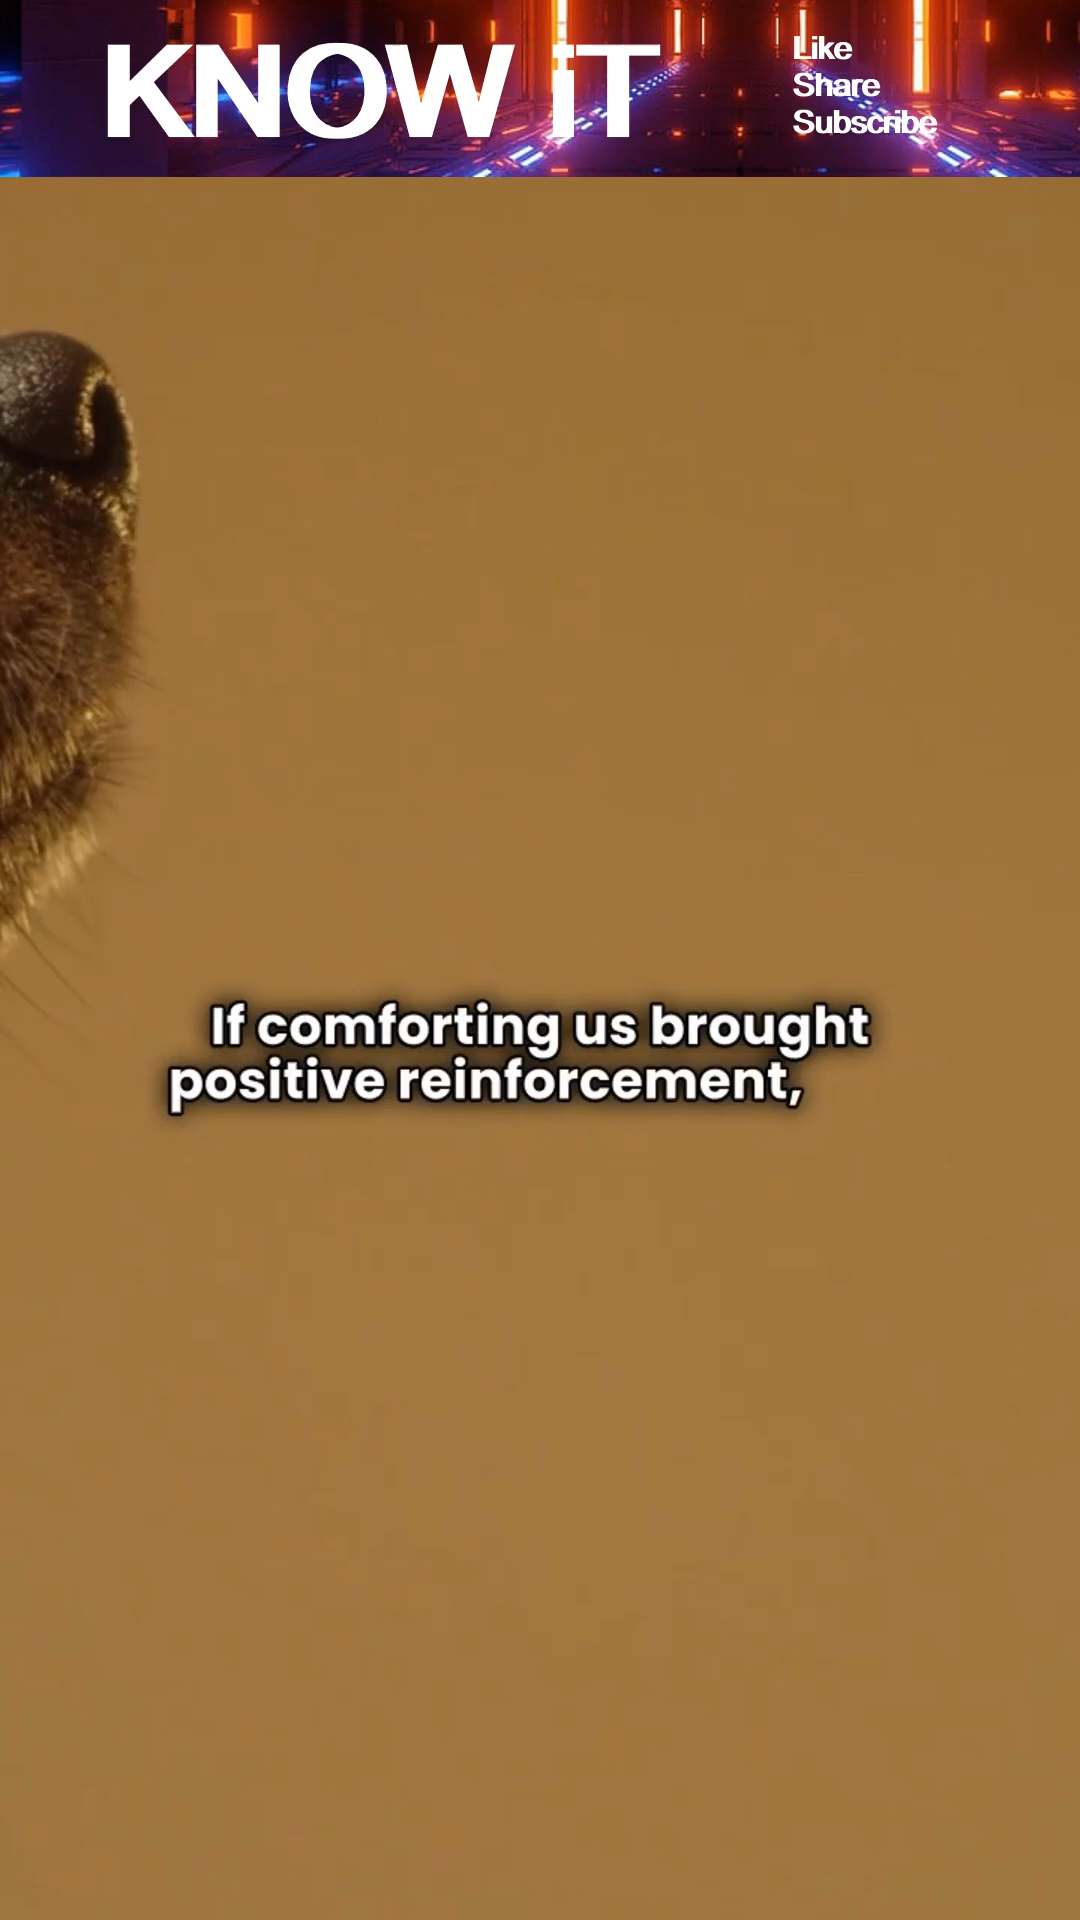 KNOW iT
Like
Share
Subscribe
If comforting us brought
positive reinforcement,